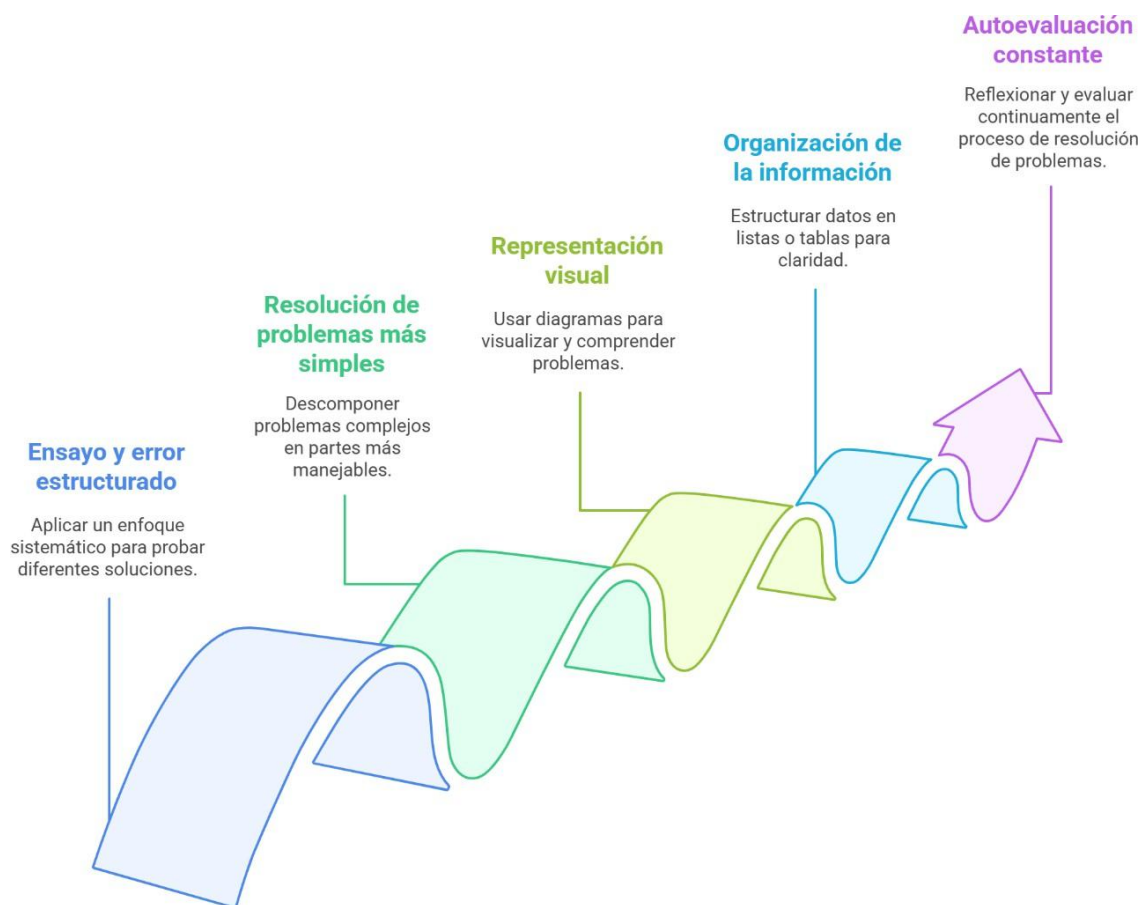 Ensayo y error
estructurado
Aplicar un enfoque
sistemático para probar
diferentes soluciones.
Resolución de
problemas más
simples
Descomponer
problemas complejos
en partes más
manejables.
Representación
visual
Usar diagramas para
visualizar y comprender
problemas.
Organización de
la información
Estructurar datos en
listas o tablas para
claridad.
Autoevaluación
constante
Reflexionar y evaluar
continuamente el
proceso de resolución
de problemas.